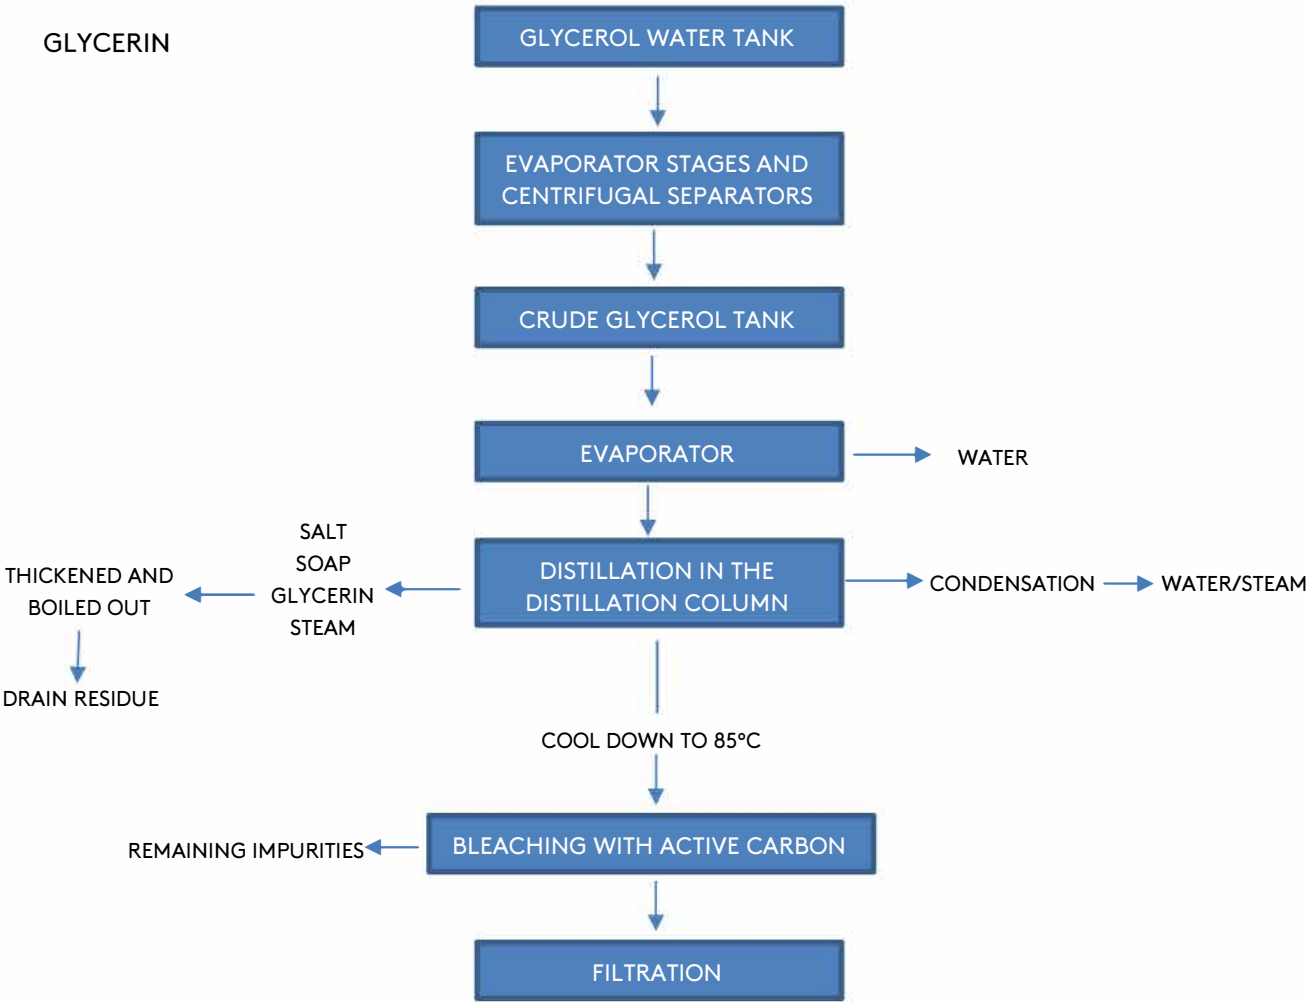 GLYCERIN
GLYCEROL WATER TANK
EVAPORATOR STAGES AND
CENTRIFUGAL SEPARATORS
CRUDE GLYCEROL TANK
EVAPORATOR
WATER
DISTILLATION IN THE
DISTILLATION COLUMN
CONDENSATION
WATER/STEAM
SALT
SOAP
GLYCERIN
STEAM
THICKENED AND
BOILED OUT
DRAIN RESIDUE
COOL DOWN TO 85°C
BLEACHING WITH ACTIVE CARBON
REMAINING IMPURITIES
FILTRATION